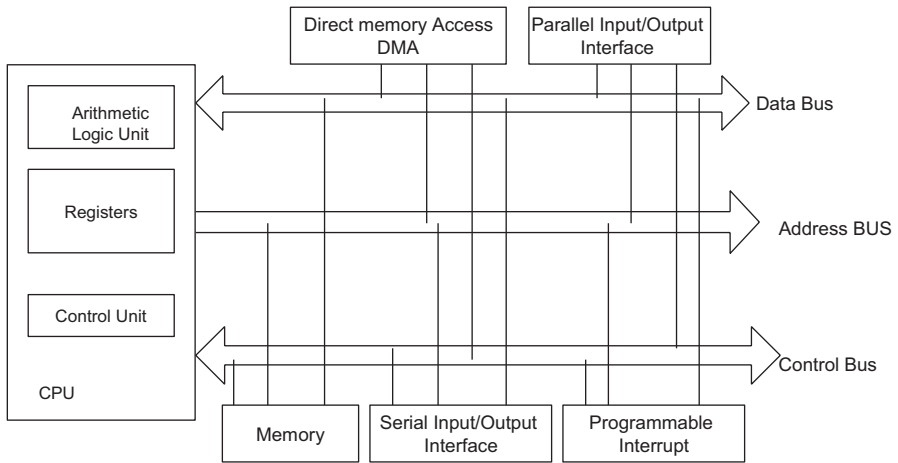 Direct memory Access
DMA
Parallel Input/Output
Interface
Arithmetic
Logic Unit
Data Bus
Registers
Address BUS
Control Unit
Control Bus
CPU
Memory
Serial Input/Output
Interface
Programmable
Interrupt